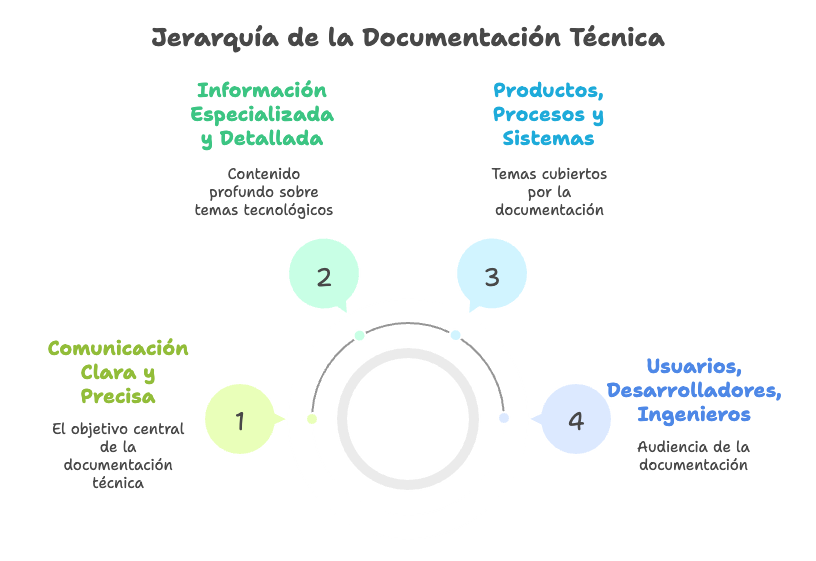 Jerarquía de la Documentación Técnica
Información
Especializada
y Detallada
Contenido
profundo sobre
temas tecnológicos
Productos,
Procesos y
Sistemas
Temas cubiertos
por la
documentación
2
3
Comunicación
Clara y
Precisa
El objetivo central
de la
documentación
técnica
1
4
Usuarios,
Desarrolladores,
Ingenieros
Audiencia de la
documentación